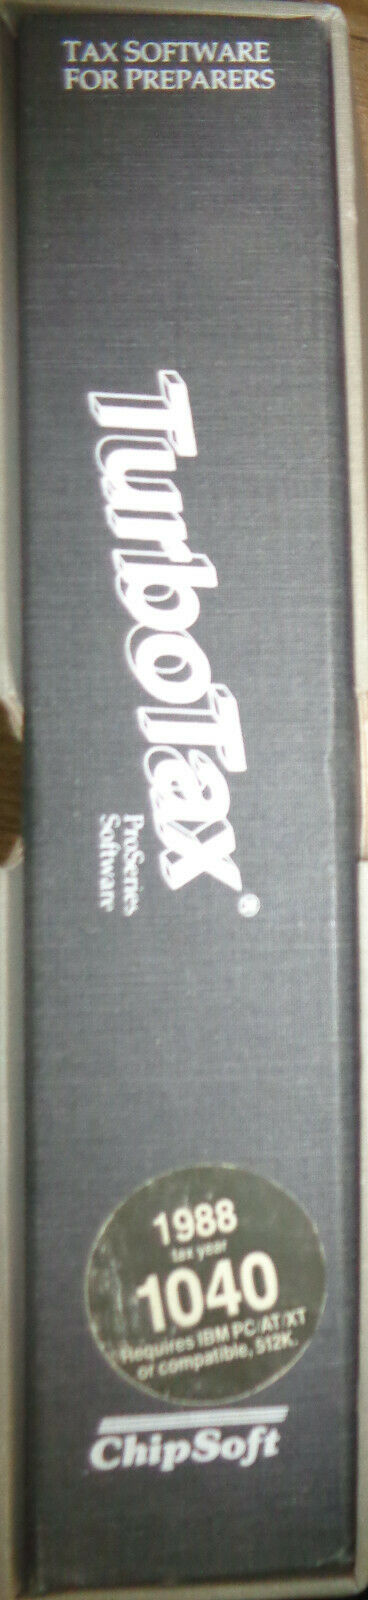 TAX SOFTWARE
FOR PREPARERS
TurboTax®
ProSeries
Software
1988
tax year
1040
Requires IBM PC/AT/XT
or compatible, 512K.
ChipSoft